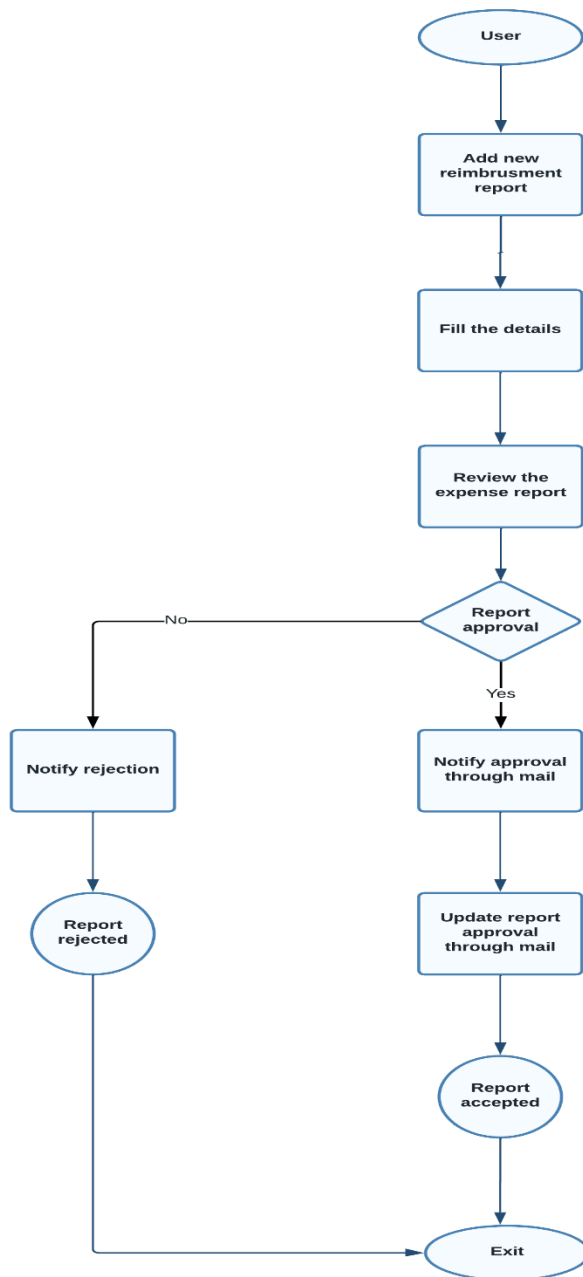 User
Add new
reimbrusment
report
Fill the details
Review the
expense report
Report
approval
No
Yes
Notify rejection
Notify approval
through mail
Report
rejected
Update report
approval
through mail
Report
accepted
Exit